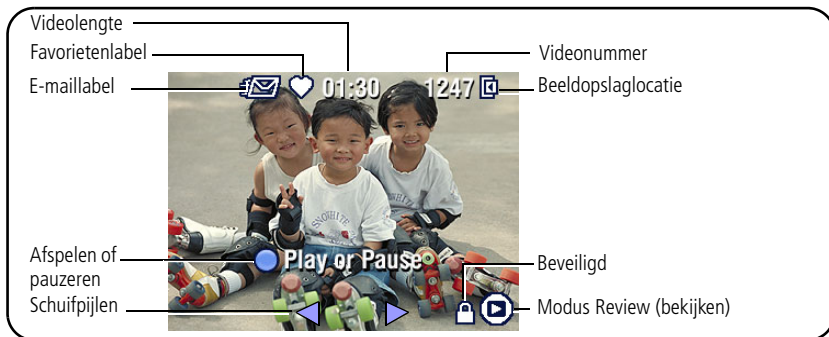 Videolengte
Favorietenlabel
E-maillabel
01:30
1247
Videonummer
Beeldopslaglocatie
SNOWHITE
Play or Pause
Afspelen of
pauzeren
Schuifpijlen
Beveiligd
Modus Review (bekijken)